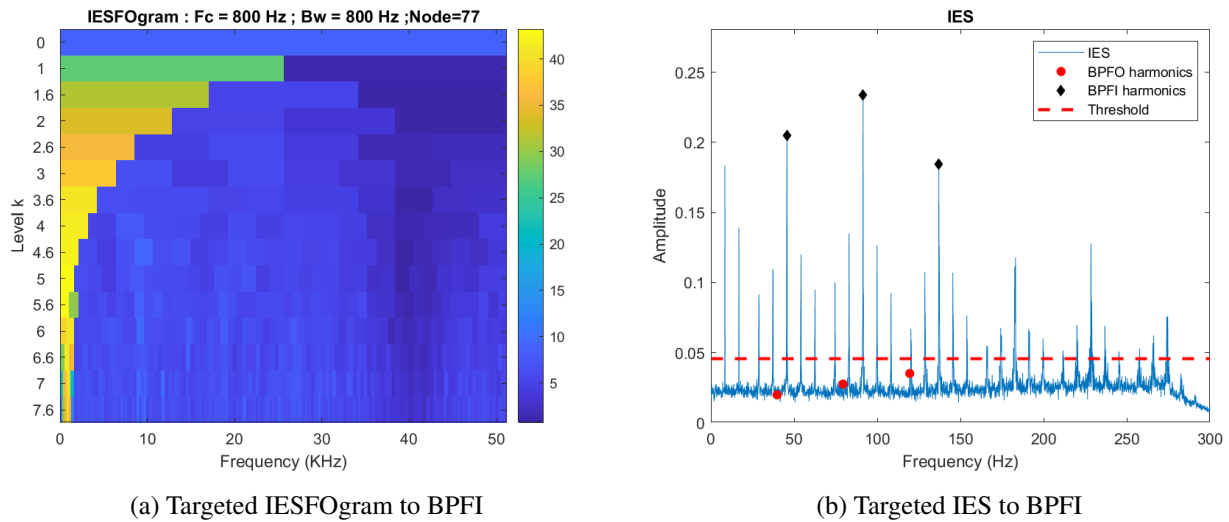 IESFOgram : Fc = 800 Hz ; Bw = 800 Hz ;Node=77
0
1
1.6
2
2.6
3
3.6
4
4.6
5
5.6
6
6.6
7
7.6
Level k
0 10 20 30 40 50
Frequency (KHz)
40
35
30
25
20
15
10
5
(a) Targeted IESFOgram to BPFI
IES
IES
BPFO harmonics
BPFI harmonics
Threshold
0.25
0.2
0.15
0.1
0.05
0
Amplitude
0 50 100 150 200 250 300
Frequency (Hz)
(b) Targeted IES to BPFI